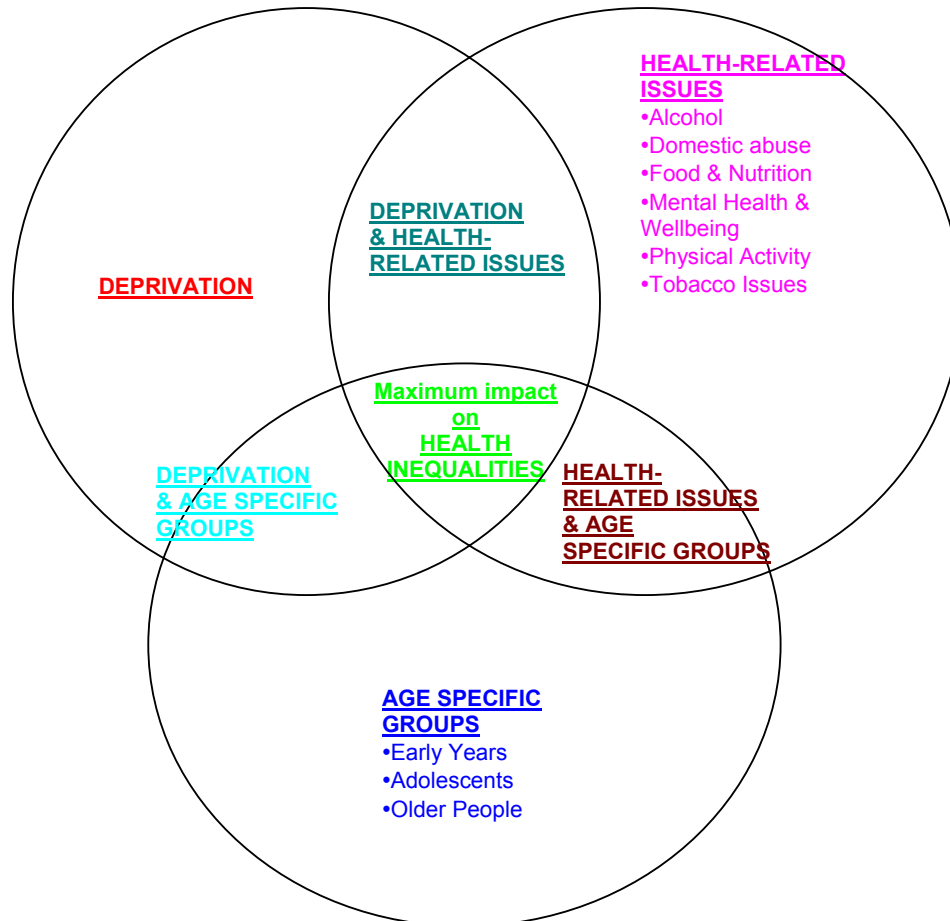 HEALTH-RELATED
ISSUES
•Alcohol
•Domestic abuse
•Food & Nutrition
•Mental Health &
Wellbeing
•Physical Activity
•Tobacco Issues
DEPRIVATION
& HEALTH-
RELATED ISSUES
DEPRIVATION
Maximum impact
on
HEALTH
INEQUALITIES
DEPRIVATION
& AGE SPECIFIC
GROUPS
HEALTH-
RELATED ISSUES
& AGE
SPECIFIC GROUPS
AGE SPECIFIC
GROUPS
•Early Years
•Adolescents
•Older People